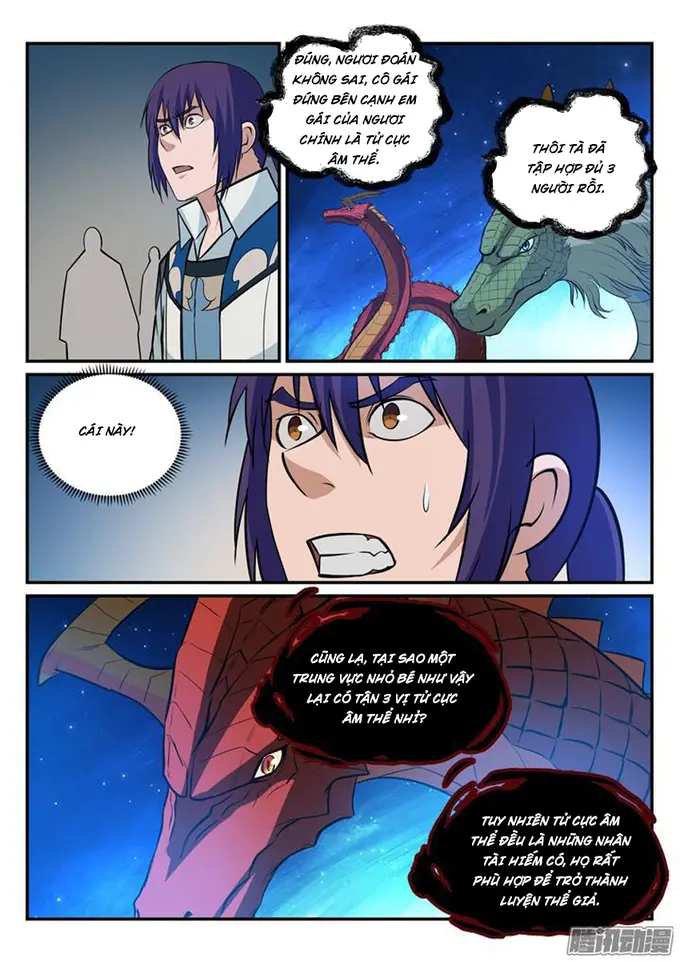 ĐÚNG, NGƯƠI ĐOÁN
KHÔNG SAI, CÔ GÁI
ĐỨNG BÊN CẠNH EM
GÁI CỦA NGƯƠI
CHÍNH LÀ TỬ CỰC
ÂM THỂ.
THÔI TA ĐÃ
TẬP HỢP ĐỦ 3
NGƯỜI RỒI.
CÁI NÀY!
CŨNG LẠ, TẠI SAO MỘT
TRUNG VỰC NHỎ BÉ NHƯ VẬY
LẠI CÓ TẬN 3 VỊ TỬ CỰC
ÂM THỂ NHỈ?
TUY NHIÊN TỬ CỰC ÂM
THỂ ĐỀU LÀ NHỮNG NHÂN
TÀI HIẾM CÓ, HỌ RẤT
PHÙ HỢP ĐỂ TRỞ THÀNH
LUYỆN THỂ GIẢ.
腾讯动漫